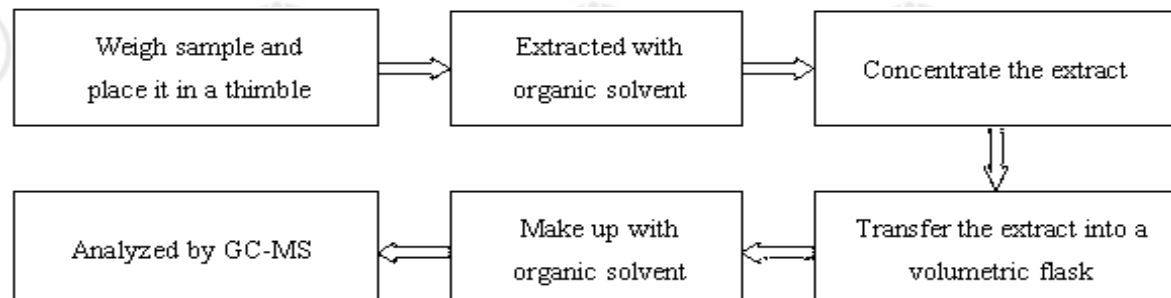 Weigh sample and
place it in a thimble
Extracted with
organic solvent
Concentrate the extract
Transfer the extract into a
volumetric flask
Make up with
organic solvent
Analyzed by GC-MS